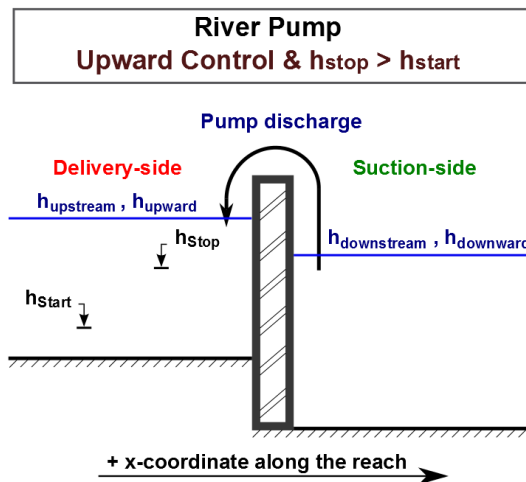 River Pump
Upward Control & hstop > hstart
Pump discharge
Delivery-side
Suction-side
hupstream , hupward
hStop
hdownstream , hdownward
hStart
+ x-coordinate along the reach